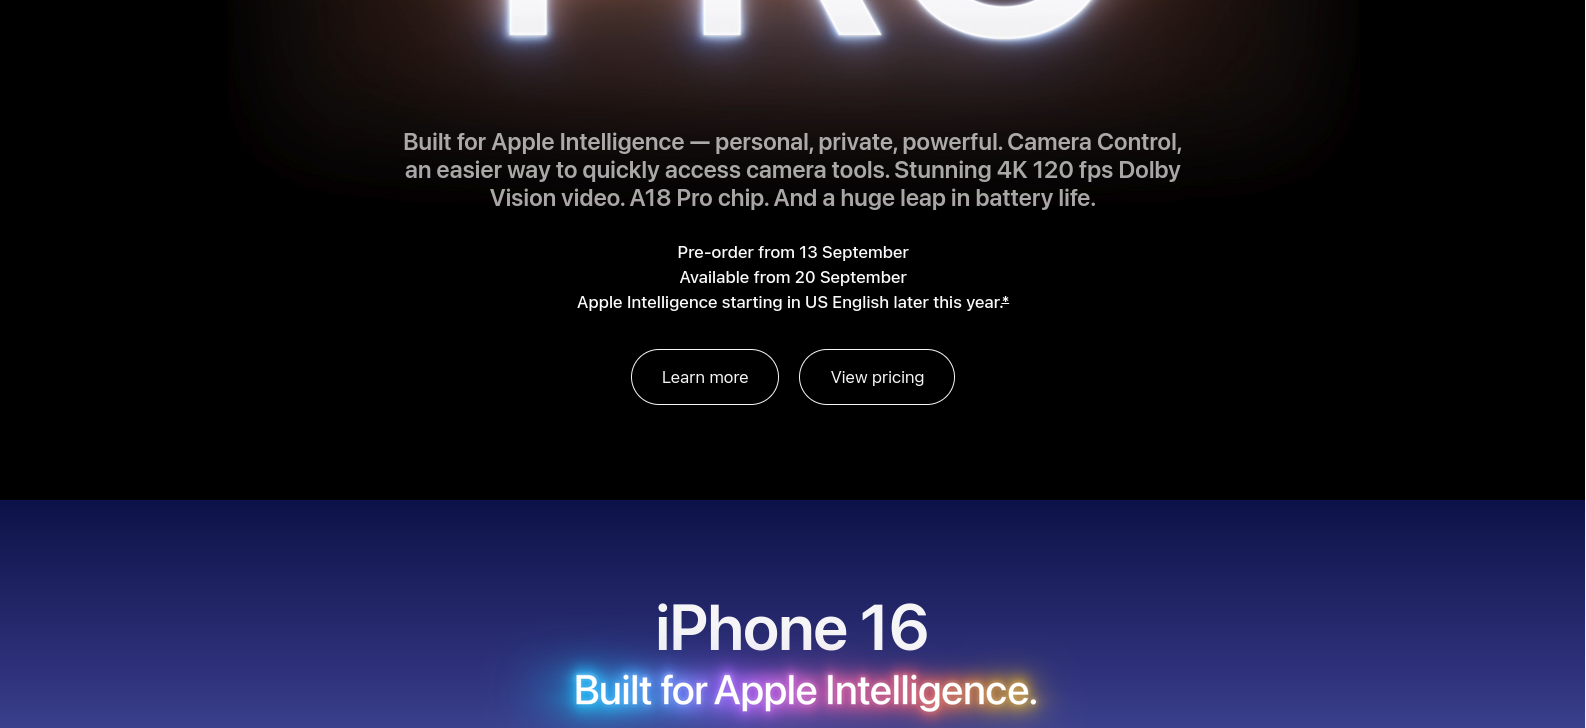 PRO
Built for Apple Intelligence — personal, private, powerful. Camera Control,
an easier way to quickly access camera tools. Stunning 4K 120 fps Dolby
Vision video. A18 Pro chip. And a huge leap in battery life.
Pre-order from 13 September
Available from 20 September
Apple Intelligence starting in US English later this year.*
Learn more
View pricing
iPhone 16
Built for Apple Intelligence.